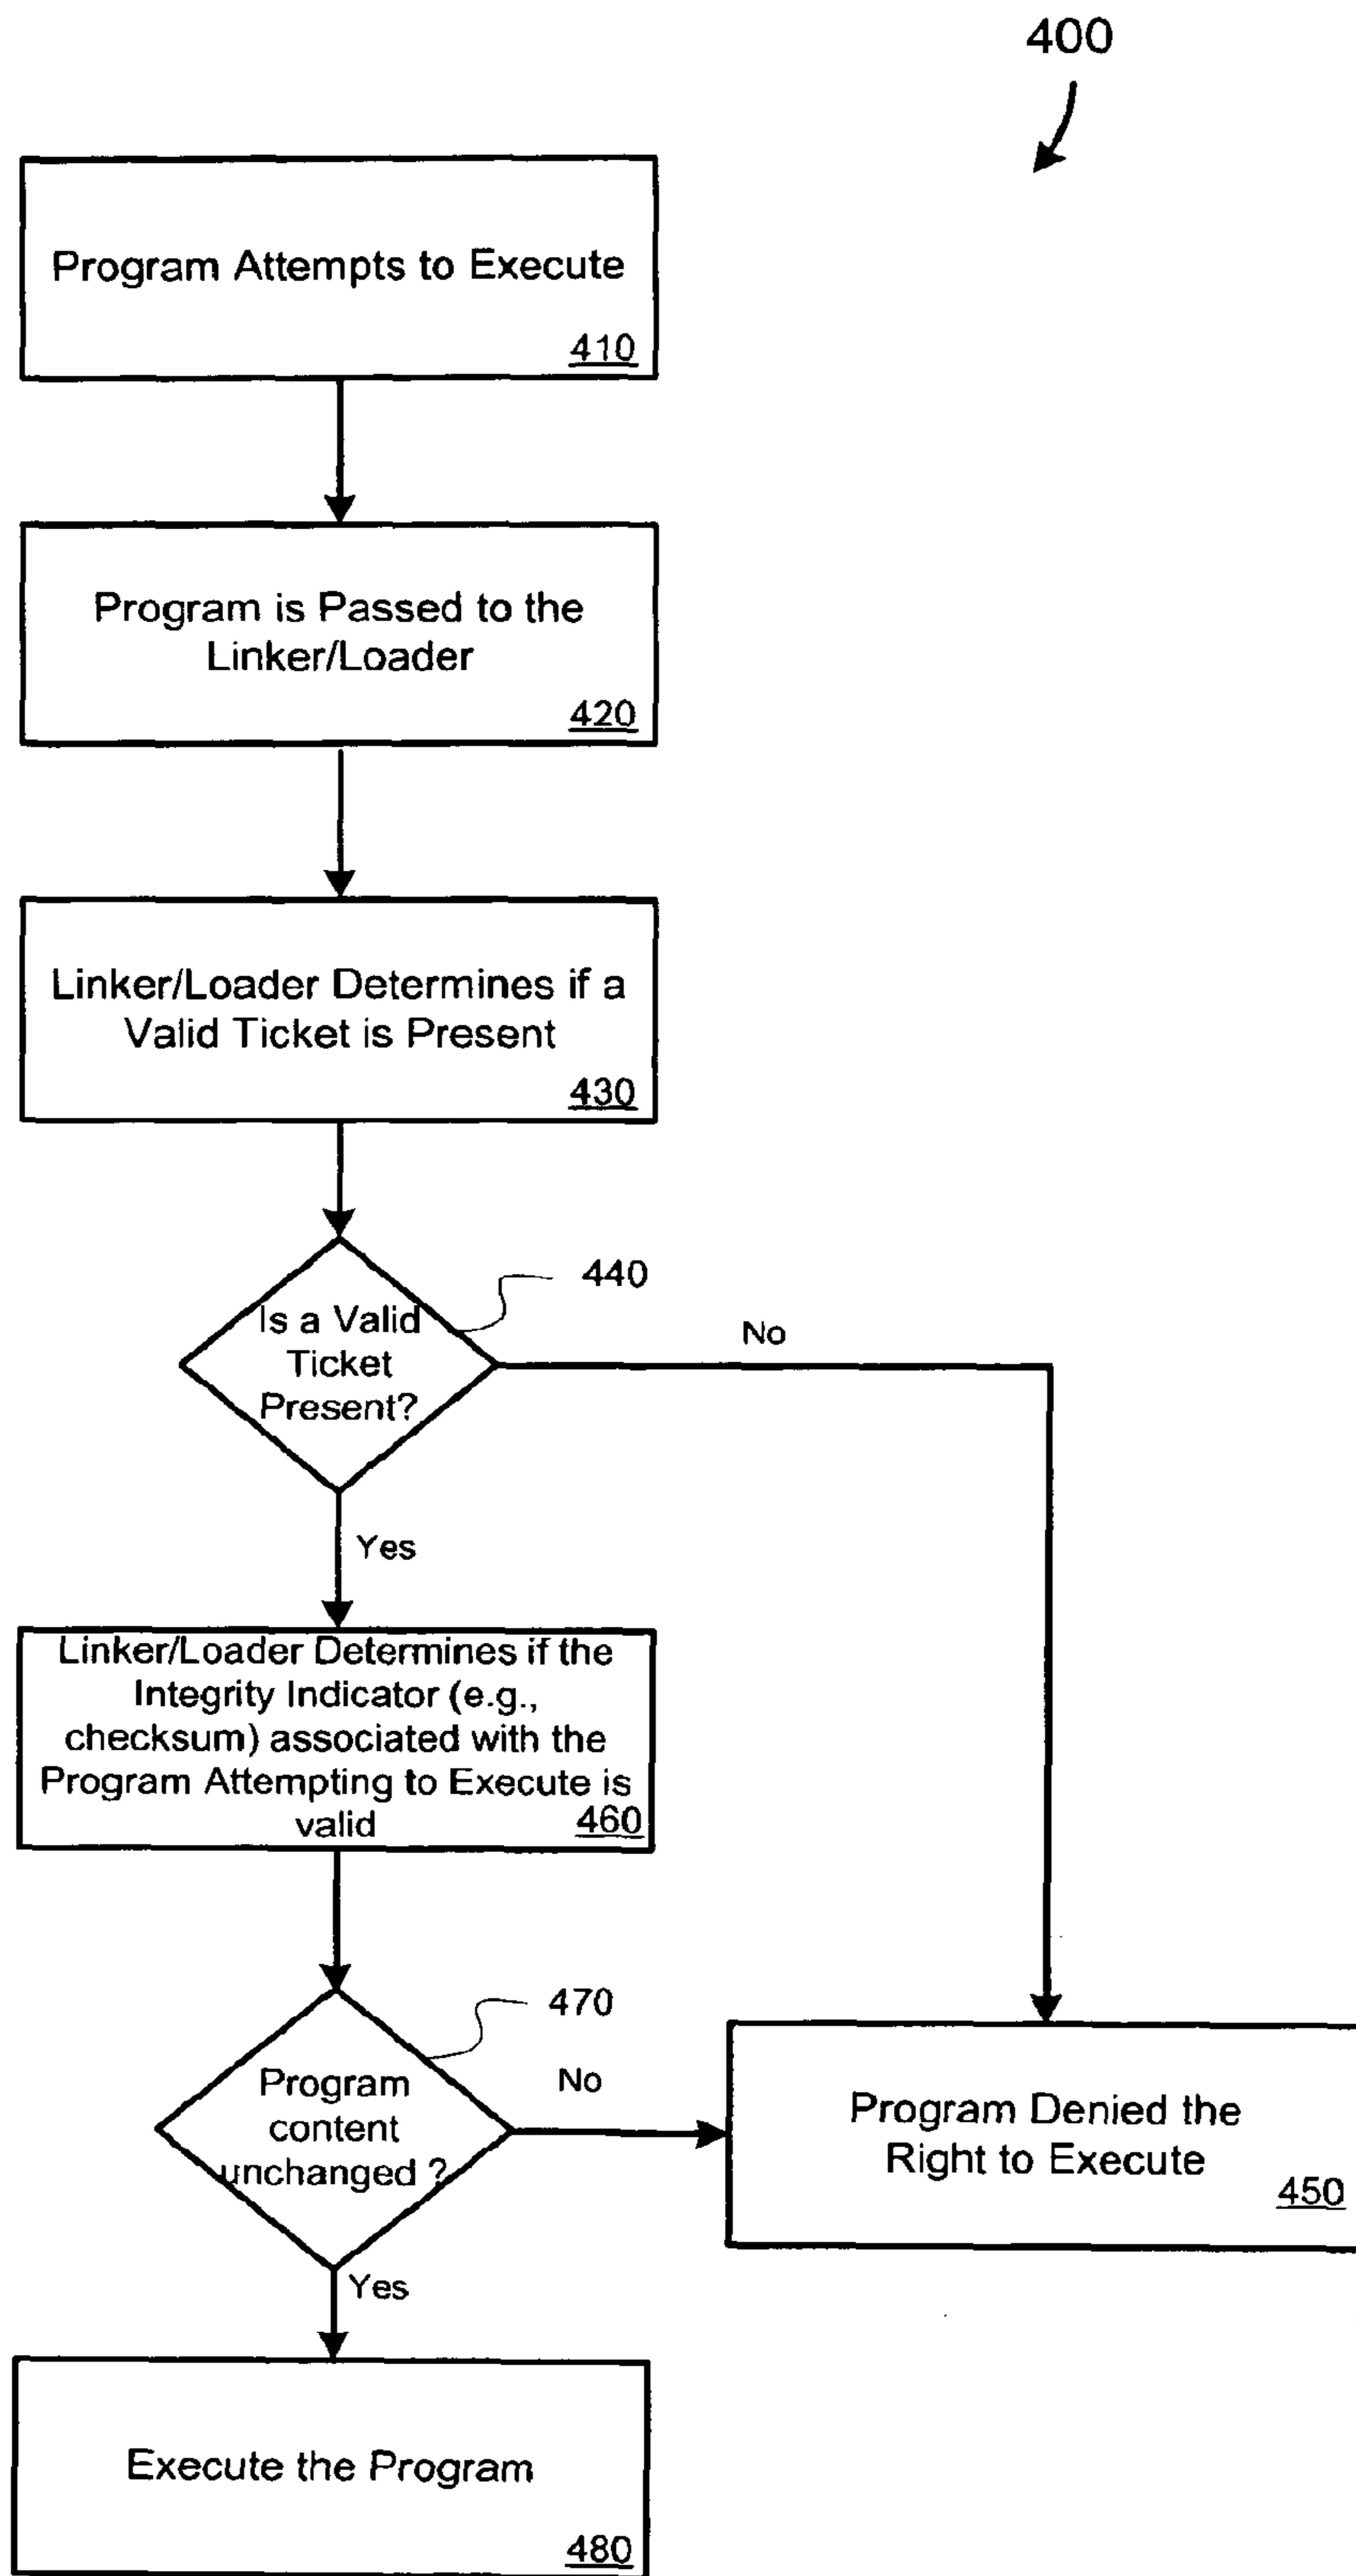 400
Program Attempts to Execute
410
Program is Passed to the
Linker/Loader
420
Linker/Loader Determines if a
Valid Ticket is Present
430
440
Is a Valid
Ticket
Present?
No
Yes
Linker/Loader Determines if the
Integrity Indicator (e.g.,
checksum) associated with the
Program Attempting to Execute is
valid
460
470
Program
content
unchanged ?
No
Program Denied the
Right to Execute
450
Yes
Execute the Program
480